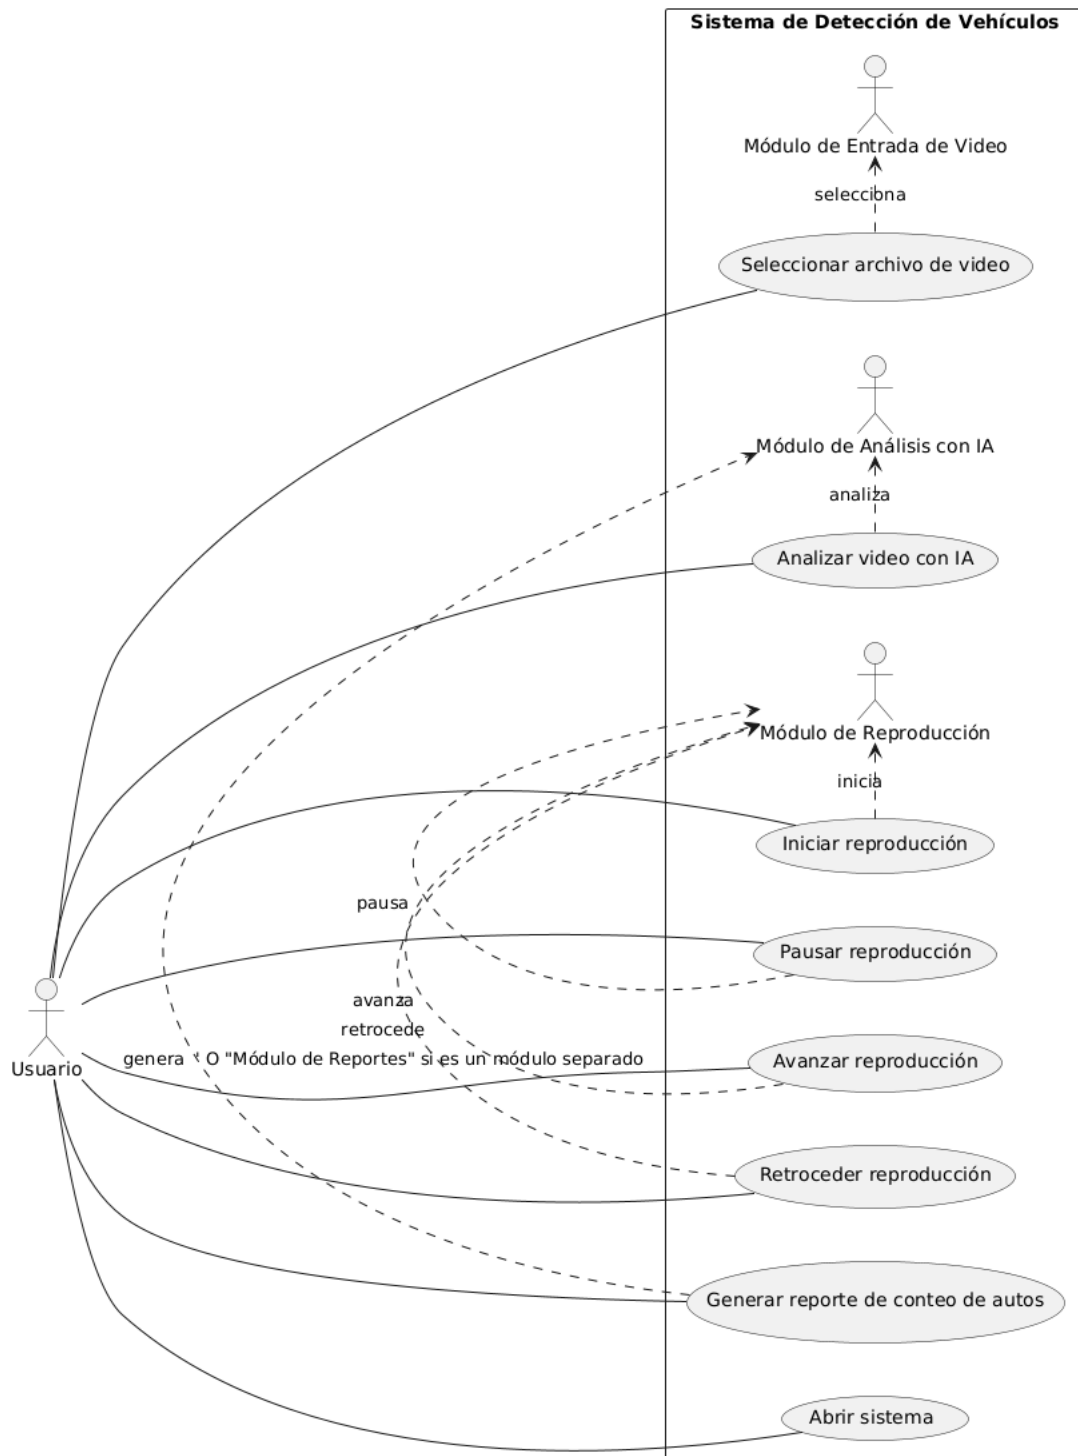 Sistema de Detección de Vehículos
Módulo de Entrada de Video
selecciona
Seleccionar archivo de video
Módulo de Análisis con IA
analiza
Analizar video con IA
Módulo de Reproducción
inicia
Iniciar reproducción
pausa
Pausar reproducción
avanza
retrocede
genera ' O "Módulo de Reportes" si es un módulo separado
Usuario
Avanzar reproducción
Retroceder reproducción
Generar reporte de conteo de autos
Abrir sistema